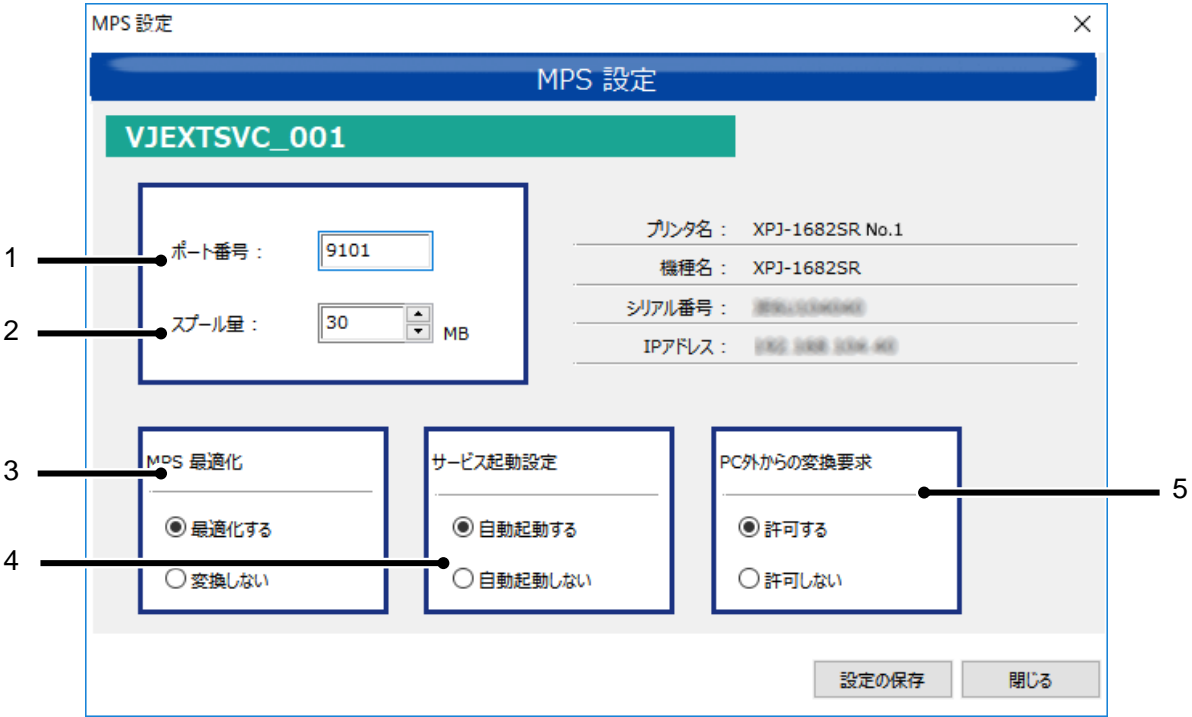 MPS 設定
MPS 設定
VJEXTSVC_001
1
ポート番号 : 9101
2
スプール量 : 30 MB
プリンタ名 : XPJ-1682SR No.1
機種名 : XPJ-1682SR
シリアル番号 :
IPアドレス :
3
MPS 最適化
最適化する
変換しない
4
サービス起動設定
自動起動する
自動起動しない
PC外からの変換要求
5
許可する
許可しない
設定の保存
閉じる